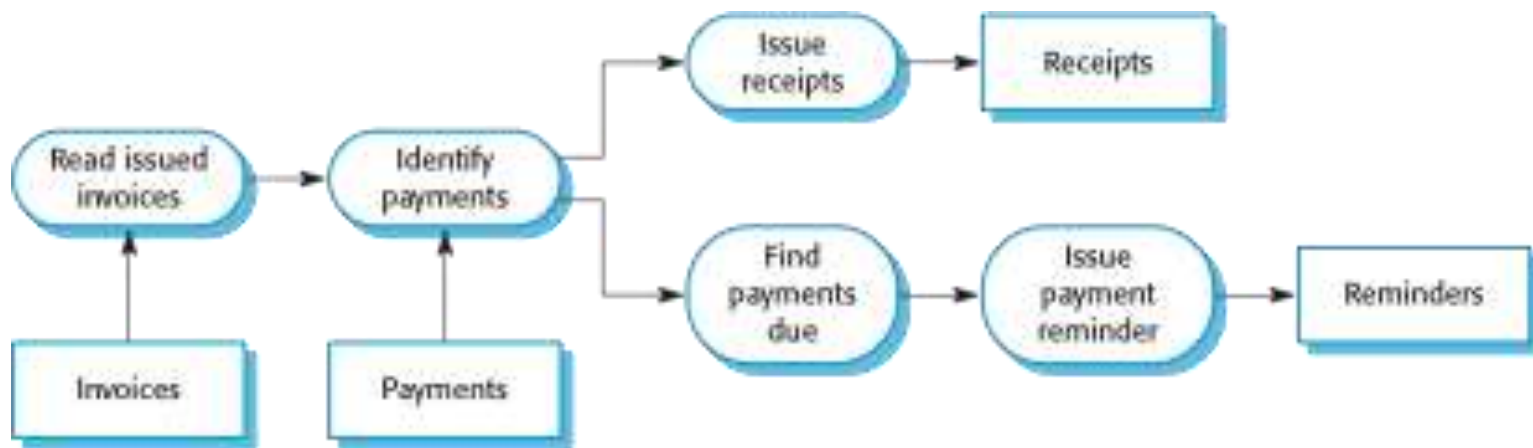 Issue
receipts
Receipts
Read issued
invoices
Identify
payments
Find
payments
due
Issue
payment
reminder
Reminders
Invoices
Payments